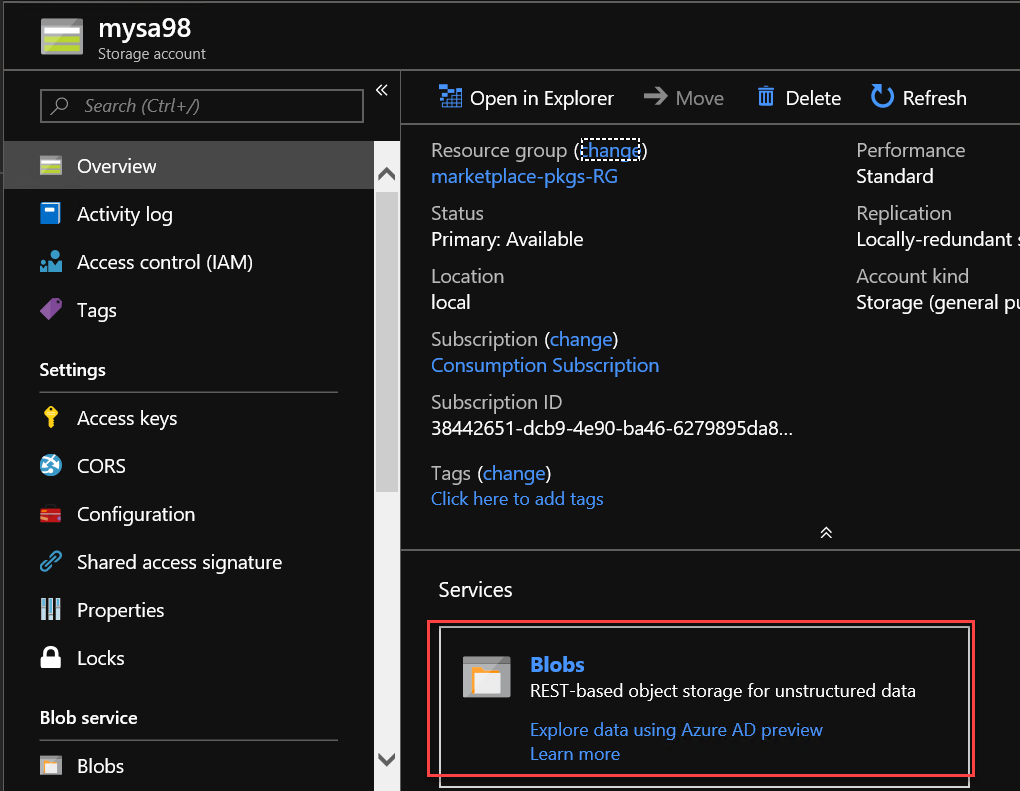 mysa98
Storage account
Search (Ctrl+/)
«
Overview
Activity log
Access control (IAM)
Tags
Settings
Access keys
CORS
Configuration
Shared access signature
Properties
Locks
Blob service
Blobs
Open in Explorer
Move
Delete
Refresh
Resource group (change)
marketplace-pkgs-RG
Status
Primary: Available
Location
local
Subscription (change)
Consumption Subscription
Subscription ID
38442651-dcb9-4e90-ba46-6279895da8...
Tags (change)
Click here to add tags
Performance
Standard
Replication
Locally-redundant s
Account kind
Storage (general pu
Services
Blobs
REST-based object storage for unstructured data
Explore data using Azure AD preview
Learn more